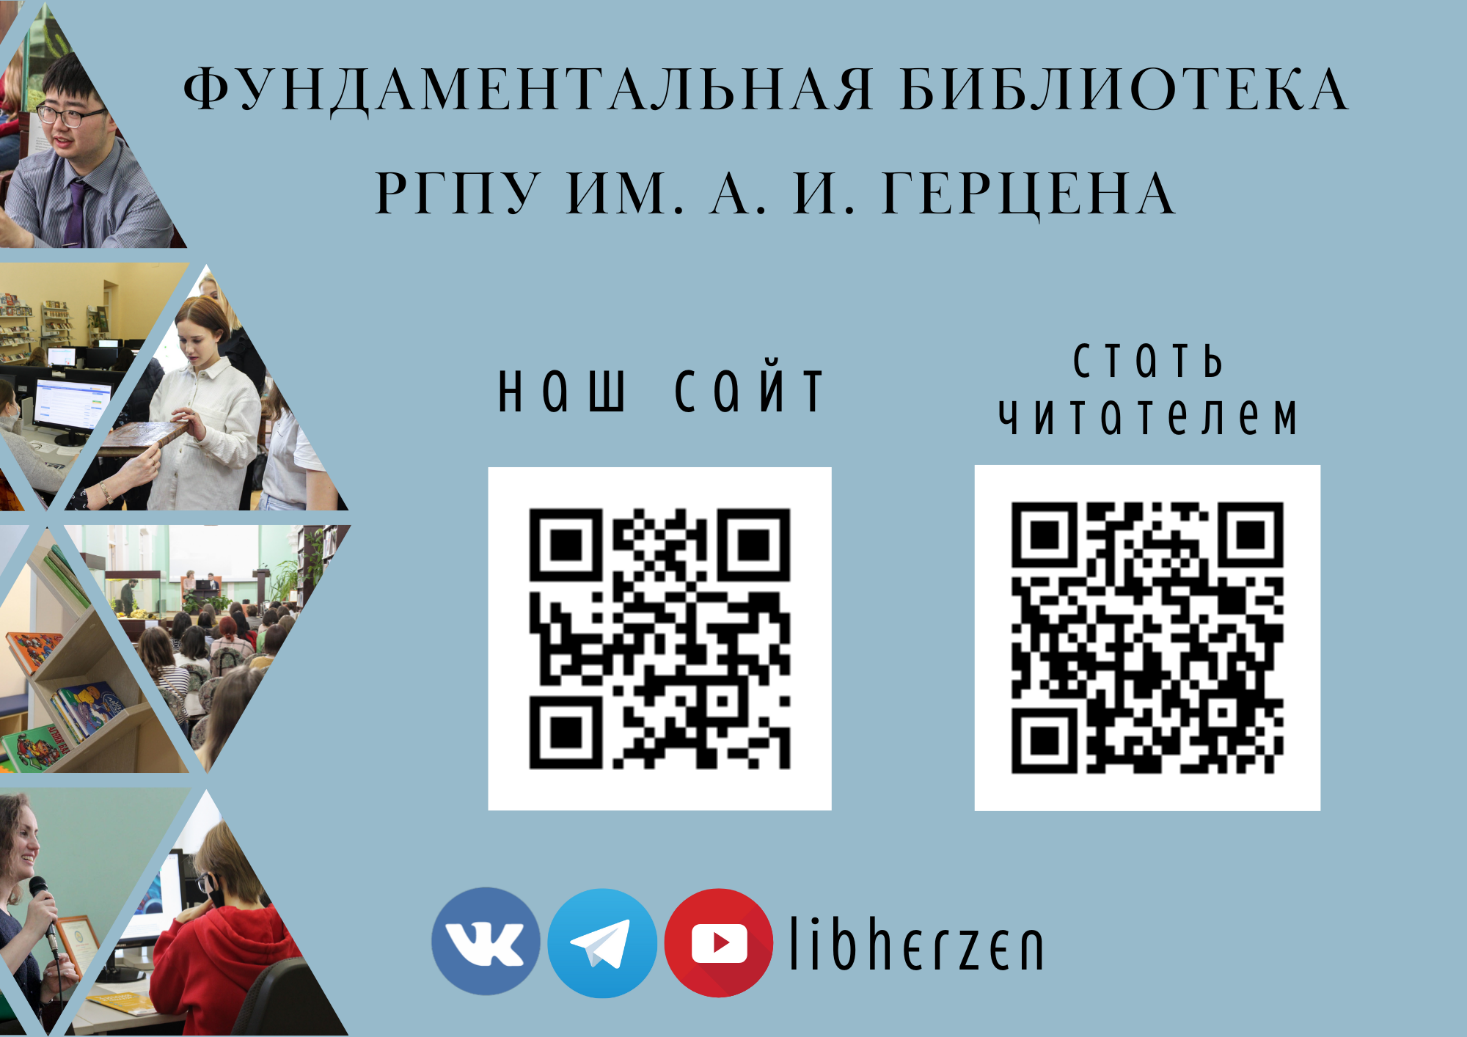 ФУНДАМЕНТАЛЬНАЯ БИБЛИОТЕКА
РГПУ ИМ. А. И. ГЕРЦЕНА
наш сайт
стать
читателем
libherzen